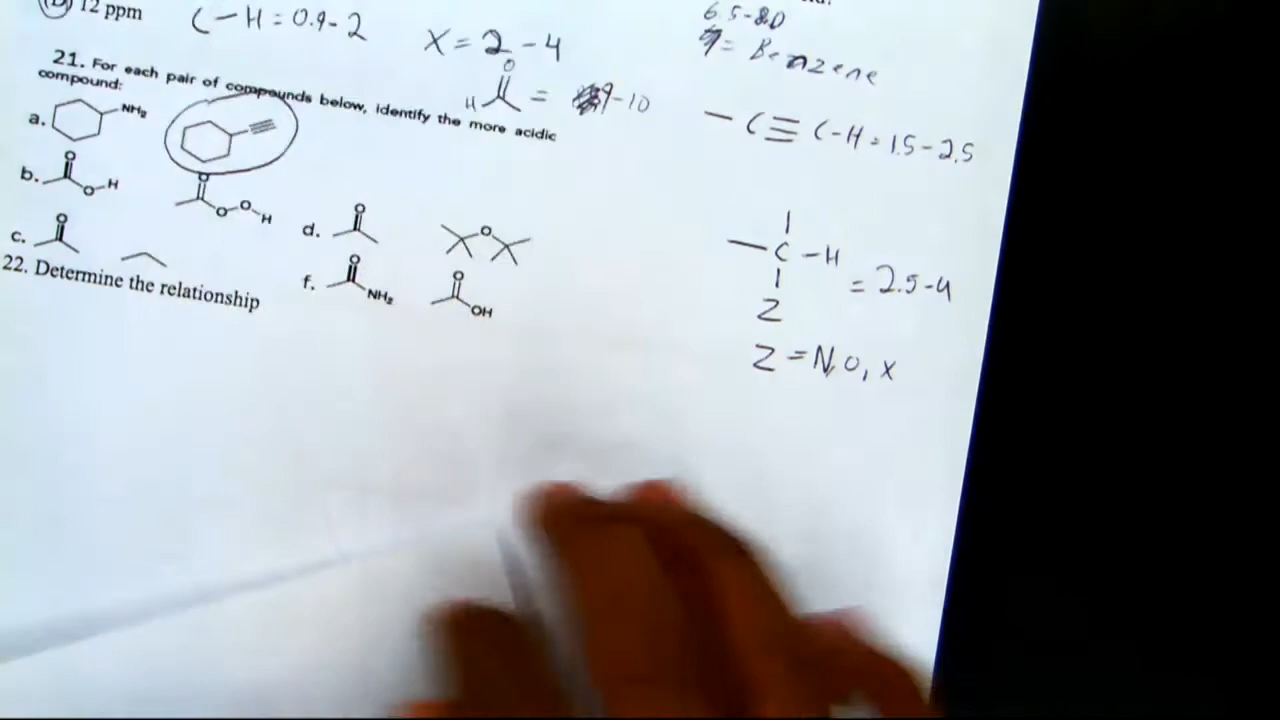 12 ppm
C-H = 0.9-2
X = 2-4
6.5-8.0
= Benzene
21. For each pair of compounds below, identify the more acidic
compound:
O
H = 9-10
-C≡C-H = 1.5-2.5
a. NH₂
b. O O H
O O O H
c. O
d. O
O
f. O NH₂
O OH
22. Determine the relationship
-C-H = 2.5-4
Z
Z = N, O, X